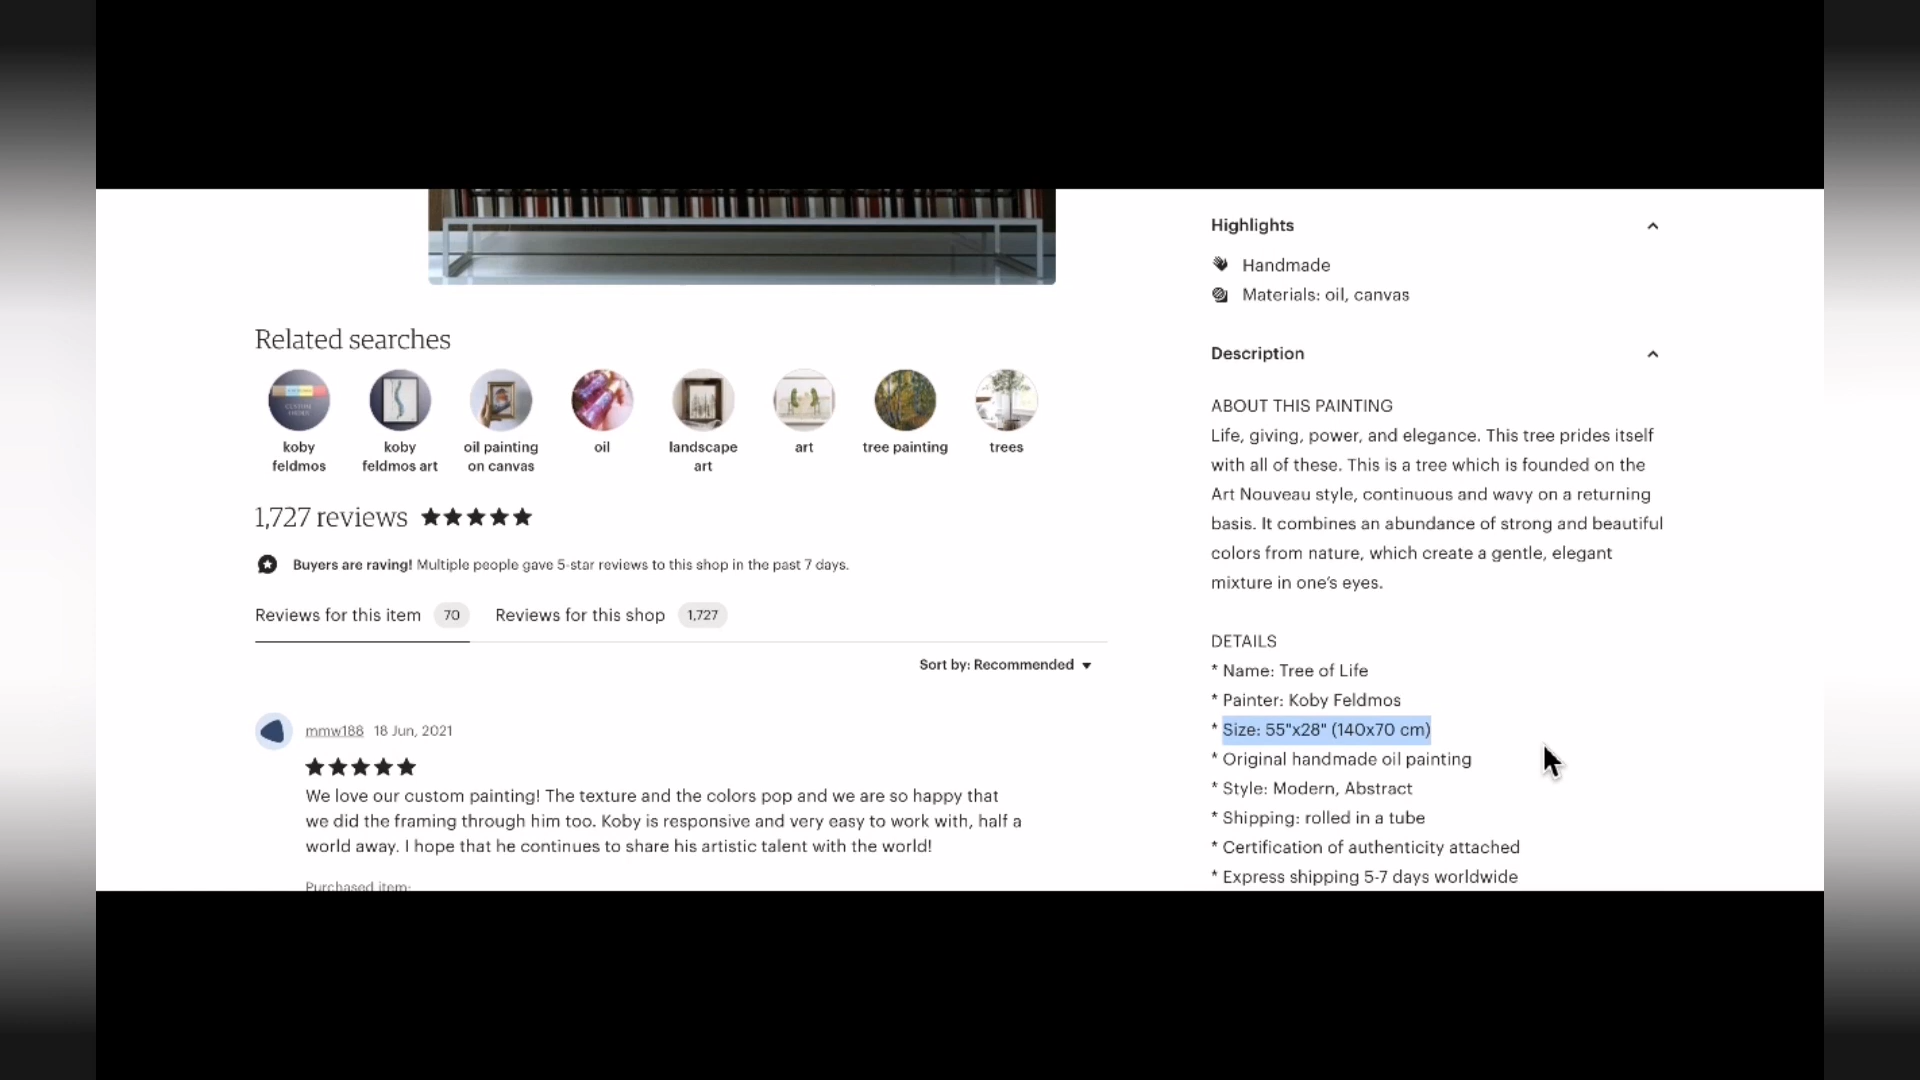 Related searches
koby
feldmos
koby
feldmos art
oil painting
on canvas
oil
landscape
art
art
tree painting
trees
1,727 reviews
Buyers are raving! Multiple people gave 5-star reviews to this shop in the past 7 days.
Reviews for this item 70 Reviews for this shop 1,727
Sort by: Recommended
mmw188 18 Jun, 2021
We love our custom painting! The texture and the colors pop and we are so happy that
we did the framing through him too. Koby is responsive and very easy to work with, half a
world away. I hope that he continues to share his artistic talent with the world!
Purchased item:
Highlights
Handmade
Materials: oil, canvas
Description
ABOUT THIS PAINTING
Life, giving, power, and elegance. This tree prides itself
with all of these. This is a tree which is founded on the
Art Nouveau style, continuous and wavy on a returning
basis. It combines an abundance of strong and beautiful
colors from nature, which create a gentle, elegant
mixture in one’s eyes.
DETAILS
* Name: Tree of Life
* Painter: Koby Feldmos
* Size: 55"x28" (140x70 cm)
* Original handmade oil painting
* Style: Modern, Abstract
* Shipping: rolled in a tube
* Certification of authenticity attached
* Express shipping 5-7 days worldwide